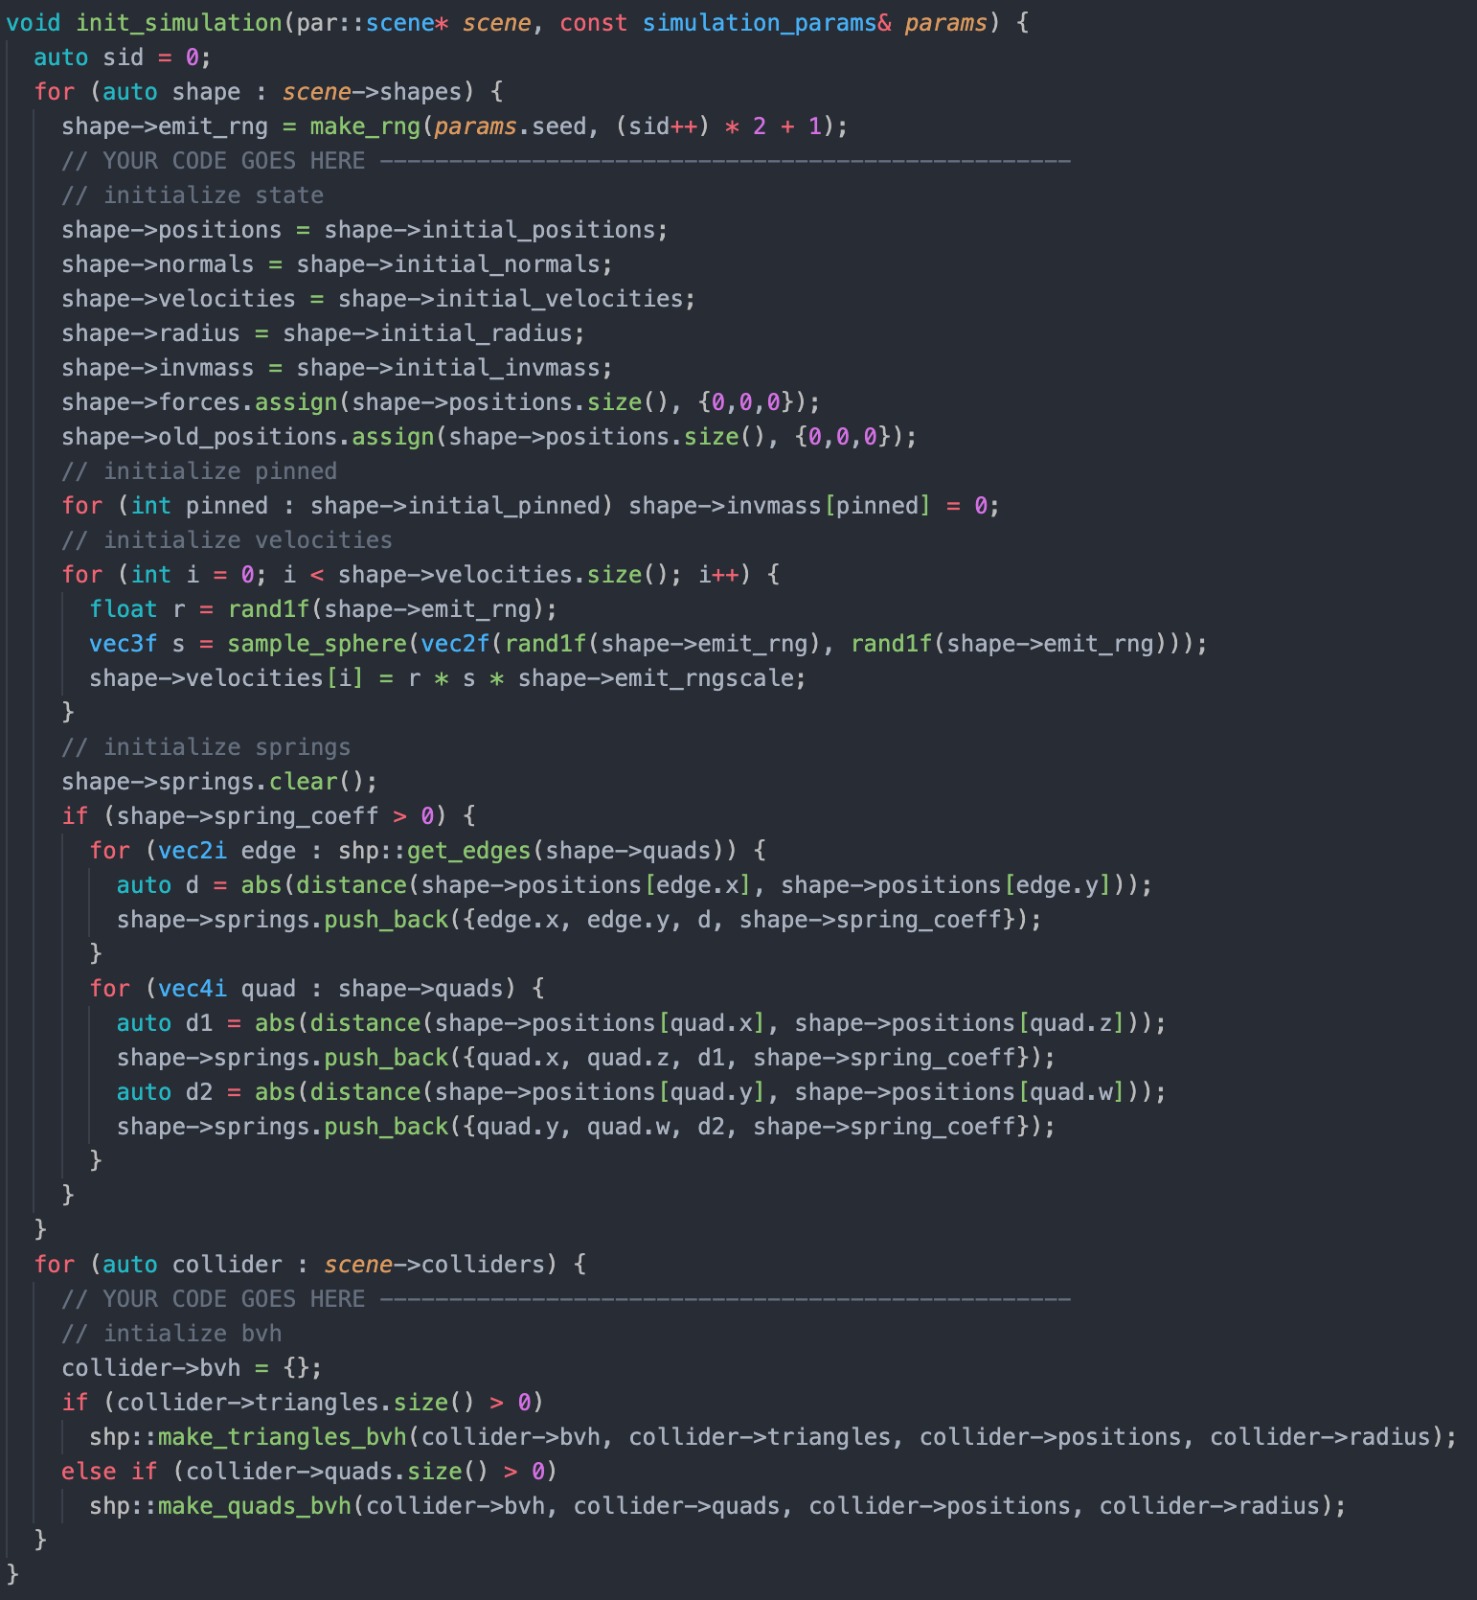 void init_simulation(par::scene* scene, const simulation_params& params) {
  auto sid = 0;
  for (auto shape : scene->shapes) {
    shape->emit_rng = make_rng(params.seed, (sid++) * 2 + 1);
    // YOUR CODE GOES HERE --------------------------------------------------
    // initialize state
    shape->positions = shape->initial_positions;
    shape->normals = shape->initial_normals;
    shape->velocities = shape->initial_velocities;
    shape->radius = shape->initial_radius;
    shape->invmass = shape->initial_invmass;
    shape->forces.assign(shape->positions.size(), {0,0,0});
    shape->old_positions.assign(shape->positions.size(), {0,0,0});
    // initialize pinned
    for (int pinned : shape->initial_pinned) shape->invmass[pinned] = 0;
    // initialize velocities
    for (int i = 0; i < shape->velocities.size(); i++) {
      float r = rand1f(shape->emit_rng);
      vec3f s = sample_sphere(vec2f(rand1f(shape->emit_rng), rand1f(shape->emit_rng)));
      shape->velocities[i] = r * s * shape->emit_rngscale;
    }
    // initialize springs
    shape->springs.clear();
    if (shape->spring_coeff > 0) {
      for (vec2i edge : shp::get_edges(shape->quads)) {
        auto d = abs(distance(shape->positions[edge.x], shape->positions[edge.y]));
        shape->springs.push_back({edge.x, edge.y, d, shape->spring_coeff});
      }
      for (vec4i quad : shape->quads) {
        auto d1 = abs(distance(shape->positions[quad.x], shape->positions[quad.z]));
        shape->springs.push_back({quad.x, quad.z, d1, shape->spring_coeff});
        auto d2 = abs(distance(shape->positions[quad.y], shape->positions[quad.w]));
        shape->springs.push_back({quad.y, quad.w, d2, shape->spring_coeff});
      }
    }
  }
  for (auto collider : scene->colliders) {
    // YOUR CODE GOES HERE --------------------------------------------------
    // intialize bvh
    collider->bvh = {};
    if (collider->triangles.size() > 0)
      shp::make_triangles_bvh(collider->bvh, collider->triangles, collider->positions, collider->radius);
    else if (collider->quads.size() > 0)
      shp::make_quads_bvh(collider->bvh, collider->quads, collider->positions, collider->radius);
  }
}